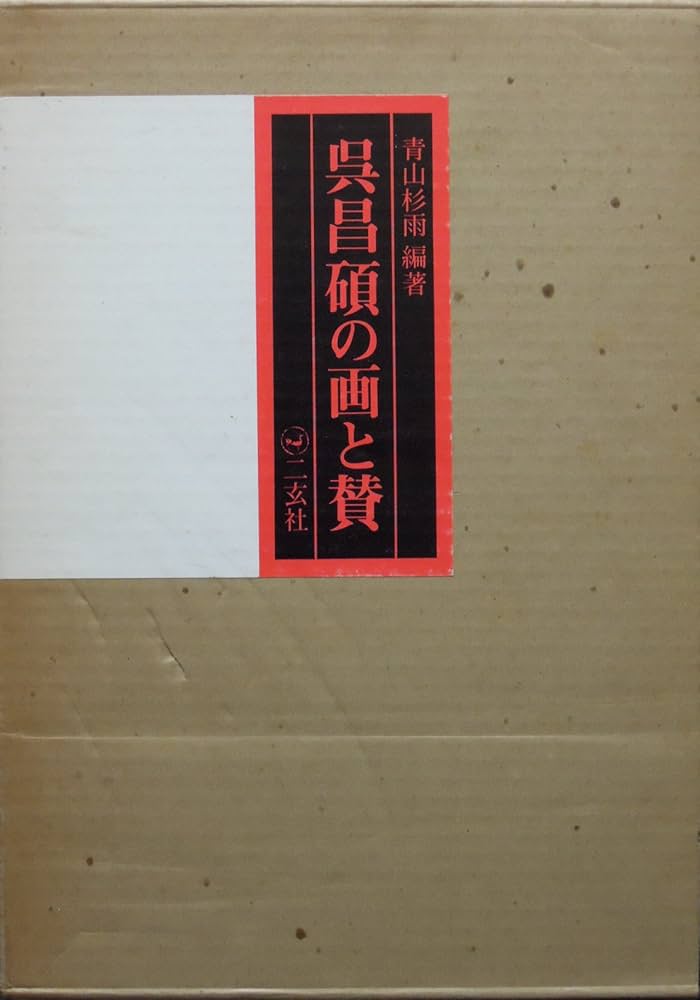 青山杉雨 編著
呉昌碩の画と賛
二玄社